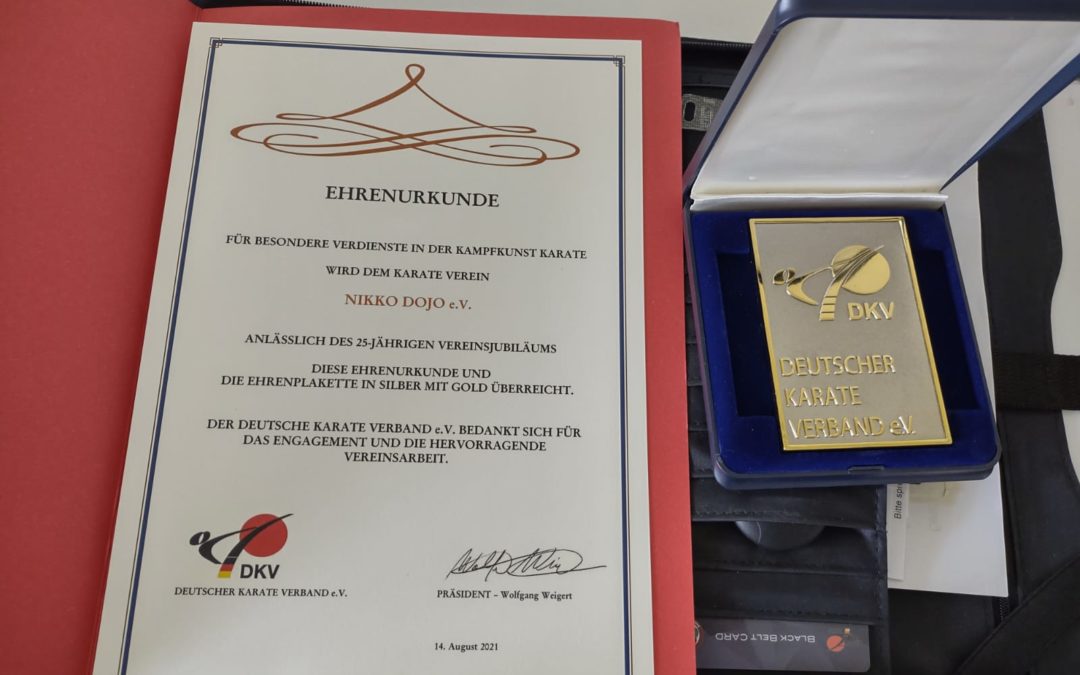 EHRENURKUNDE
FÜR BESONDERE VERDIENSTE IN DER KAMPFKUNST KARATE
WIRD DEM KARATE VEREIN
NIKKO DOJO e.V.
ANLÄSSLICH DES 25-JÄHRIGEN VEREINSJUBILÄUMS
DIESE EHRENURKUNDE UND
DIE EHRENPLAKETTE IN SILBER MIT GOLD ÜBERREICHT.
DER DEUTSCHE KARATE VERBAND e.V. BEDANKT SICH FÜR
DAS ENGAGEMENT UND DIE HERVORRAGENDE
VEREINSARBEIT.
DKV
DEUTSCHER KARATE VERBAND e.V.
PRÄSIDENT – Wolfgang Weigert
14. August 2021
DKV
DEUTSCHER
KARATE
VERBAND eV.
Bitte
BLACK BELT CARD